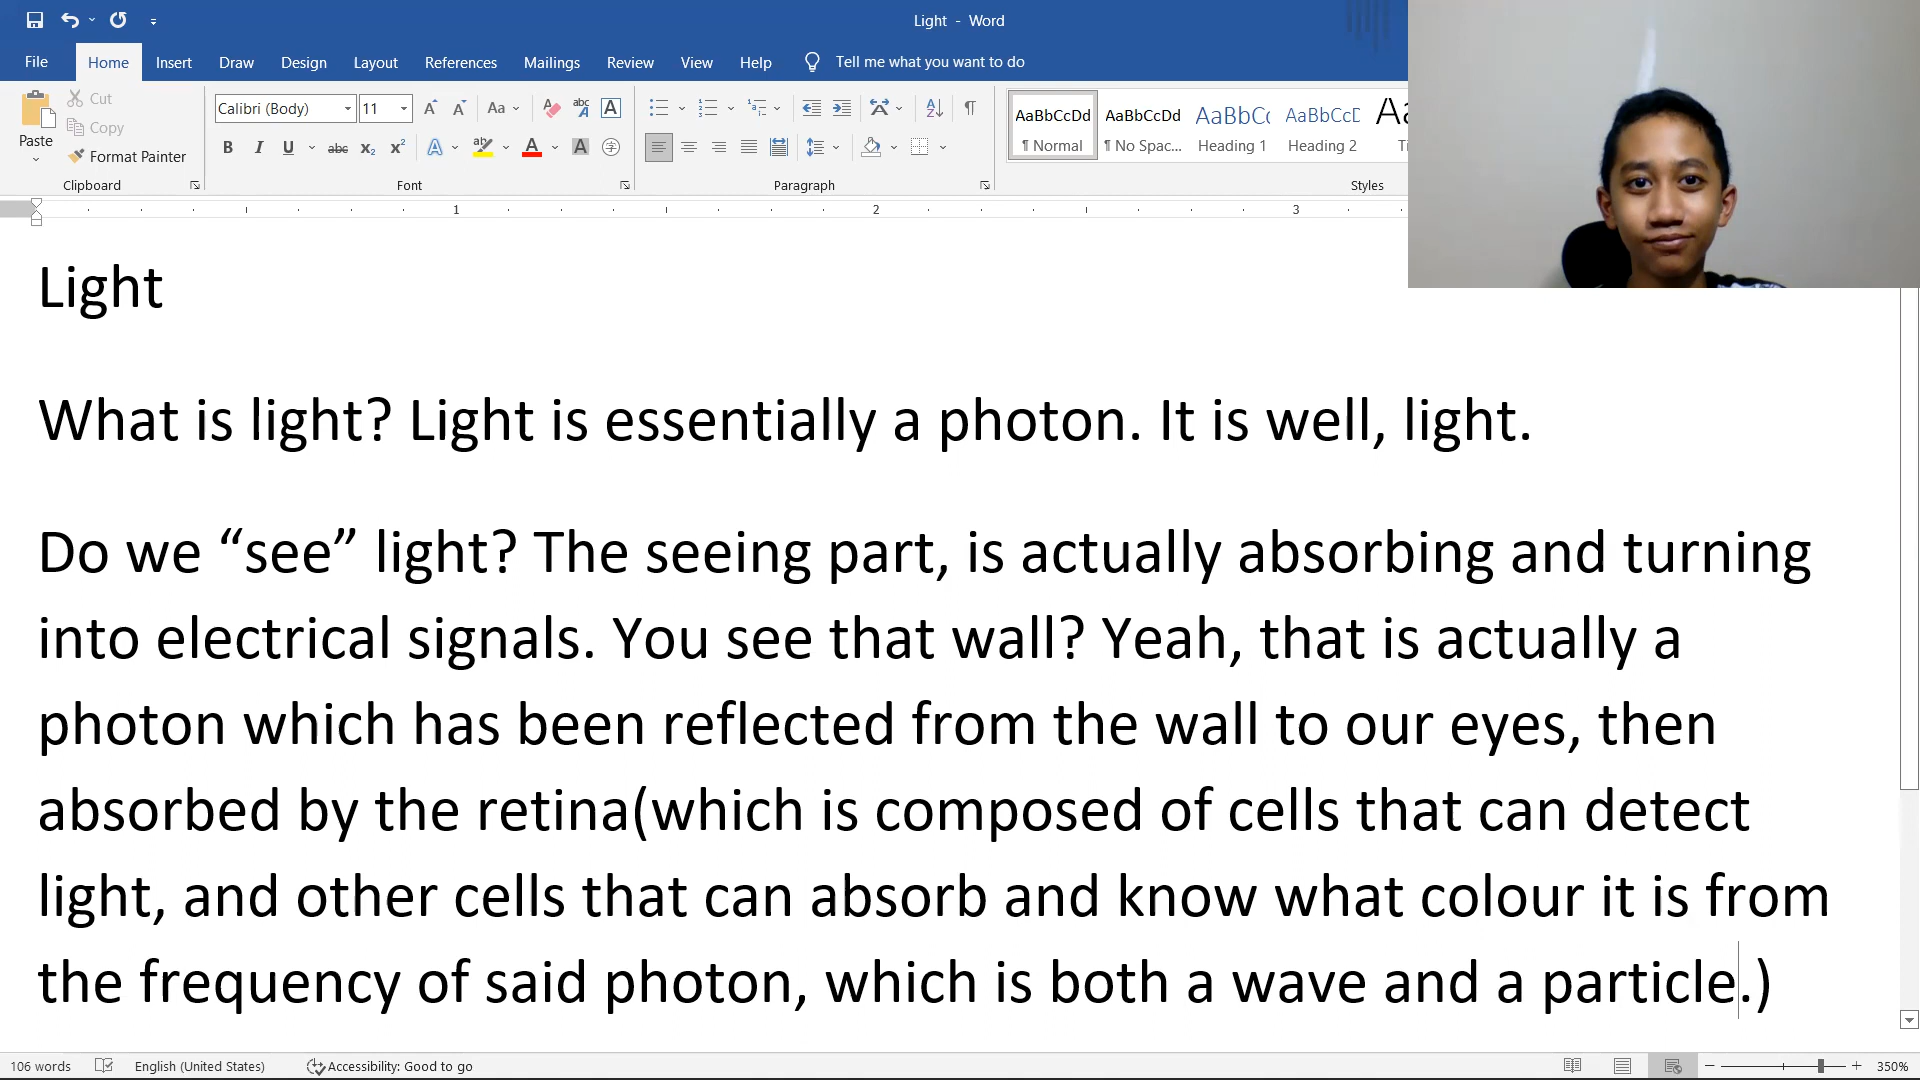 Light - Word
File Home Insert Draw Design Layout References Mailings Review View Help Tell me what you want to do
Cut
Copy
Paste
Format Painter
Calibri (Body) 11
AaBbCcDd AaBbCcDd AaBbCc AaBbCcD
¶ Normal ¶ No Spac... Heading 1 Heading 2
Clipboard Font Paragraph Styles
1 2 3
Light
What is light? Light is essentially a photon. It is well, light.
Do we “see” light? The seeing part, is actually absorbing and turning
into electrical signals. You see that wall? Yeah, that is actually a
photon which has been reflected from the wall to our eyes, then
absorbed by the retina(which is composed of cells that can detect
light, and other cells that can absorb and know what colour it is from
the frequency of said photon, which is both a wave and a particle.)
106 words English (United States) Accessibility: Good to go 350%